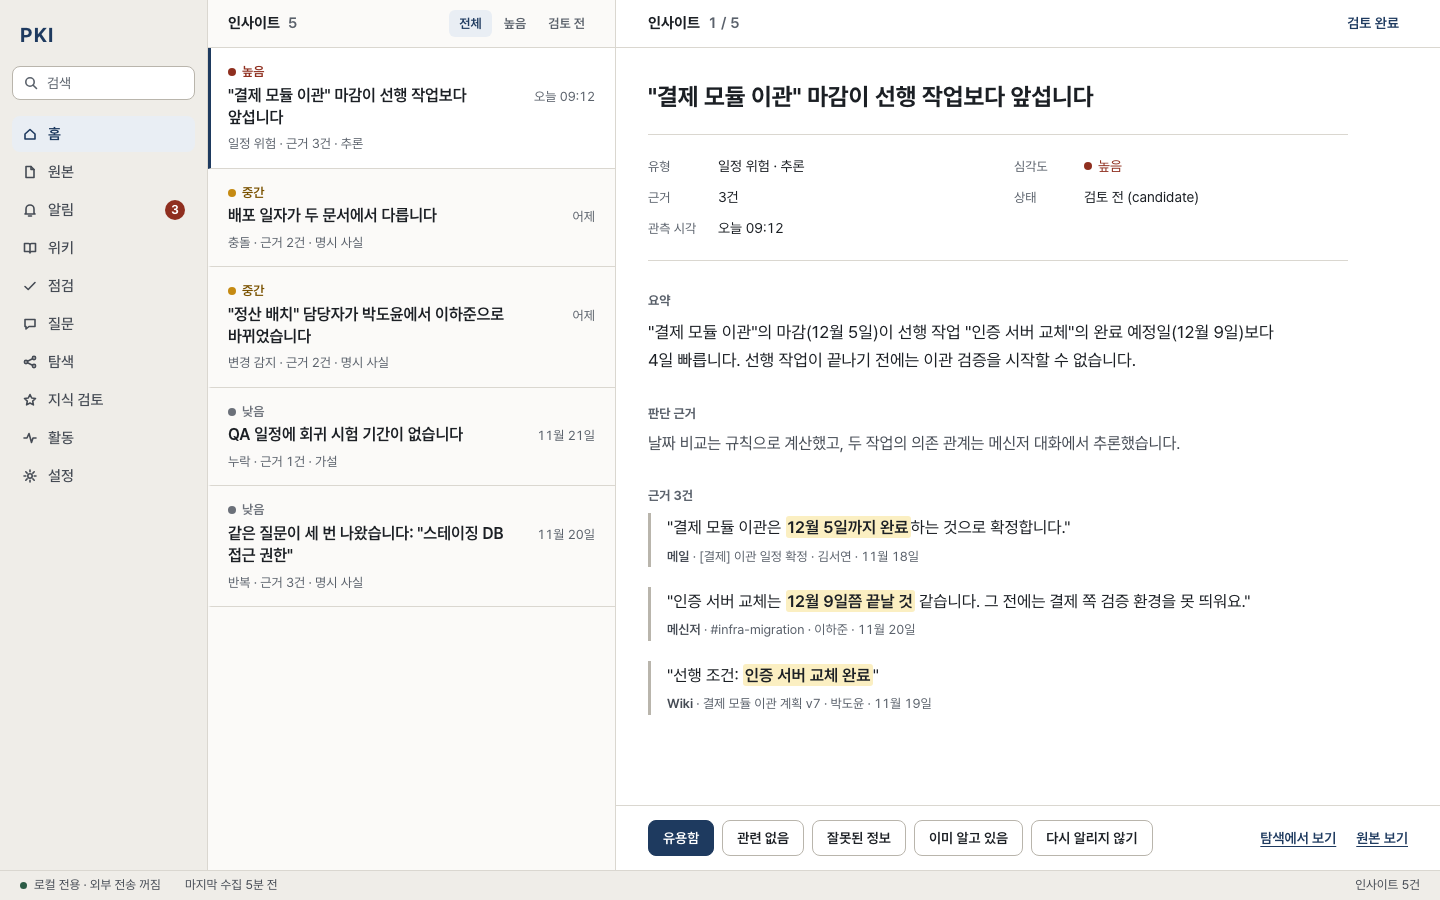 PKI
검색
홈
원본
알림 3
위키
점검
질문
탐색
지식 검토
활동
설정
인사이트 5
전체 높음 검토 전
높음
"결제 모듈 이관" 마감이 선행 작업보다
앞섭니다
오늘 09:12
일정 위험 · 근거 3건 · 추론
중간
배포 일자가 두 문서에서 다릅니다
어제
충돌 · 근거 2건 · 명시 사실
중간
"정산 배치" 담당자가 박도윤에서 이하준으로
바뀌었습니다
어제
변경 감지 · 근거 2건 · 명시 사실
낮음
QA 일정에 회귀 시험 기간이 없습니다
11월 21일
누락 · 근거 1건 · 가설
낮음
같은 질문이 세 번 나왔습니다: "스테이징 DB
접근 권한"
11월 20일
반복 · 근거 3건 · 명시 사실
인사이트 1 / 5
검토 완료
"결제 모듈 이관" 마감이 선행 작업보다 앞섭니다
유형 일정 위험 · 추론
심각도 높음
근거 3건
상태 검토 전 (candidate)
관측 시각 오늘 09:12
요약
"결제 모듈 이관"의 마감(12월 5일)이 선행 작업 "인증 서버 교체"의 완료 예정일(12월 9일)보다
4일 빠릅니다. 선행 작업이 끝나기 전에는 이관 검증을 시작할 수 없습니다.
판단 근거
날짜 비교는 규칙으로 계산했고, 두 작업의 의존 관계는 메신저 대화에서 추론했습니다.
근거 3건
"결제 모듈 이관은 12월 5일까지 완료하는 것으로 확정합니다."
메일 · [결제] 이관 일정 확정 · 김서연 · 11월 18일
"인증 서버 교체는 12월 9일쯤 끝날 것 같습니다. 그 전에는 결제 쪽 검증 환경을 못 띄워요."
메신저 · #infra-migration · 이하준 · 11월 20일
"선행 조건: 인증 서버 교체 완료"
Wiki · 결제 모듈 이관 계획 v7 · 박도윤 · 11월 19일
유용함 관련 없음 잘못된 정보 이미 알고 있음 다시 알리지 않기
탐색에서 보기 원본 보기
로컬 전용 · 외부 전송 꺼짐 마지막 수집 5분 전
인사이트 5건